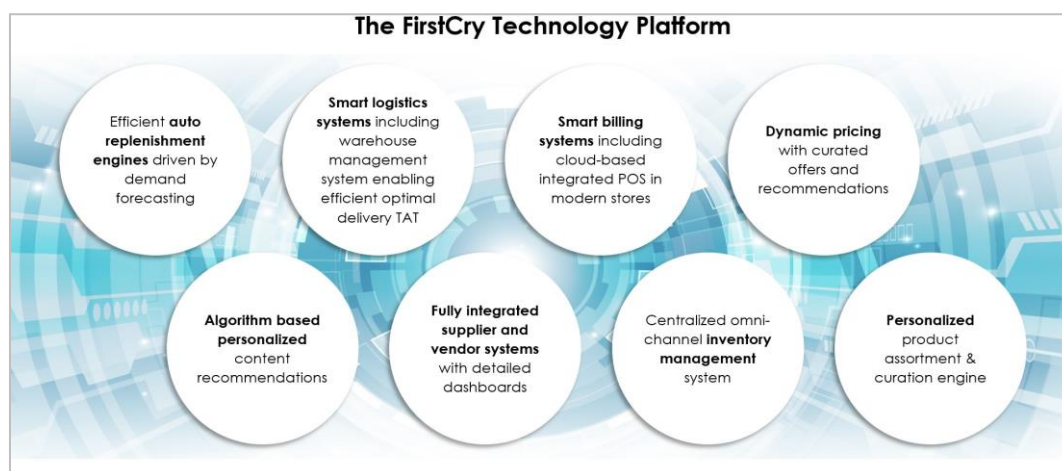 The FirstCry Technology Platform
Efficient auto
replenishment
engines driven by
demand
forecasting
Smart logistics
systems including
warehouse
management
system enabling
efficient optimal
delivery TAT
Smart billing
systems including
cloud-based
integrated POS in
modern stores
Dynamic pricing
with curated
offers and
recommendations
Algorithm based
personalized
content
recommendations
Fully integrated
supplier and
vendor systems
with detailed
dashboards
Centralized omni-
channel inventory
management
system
Personalized
product
assortment &
curation engine